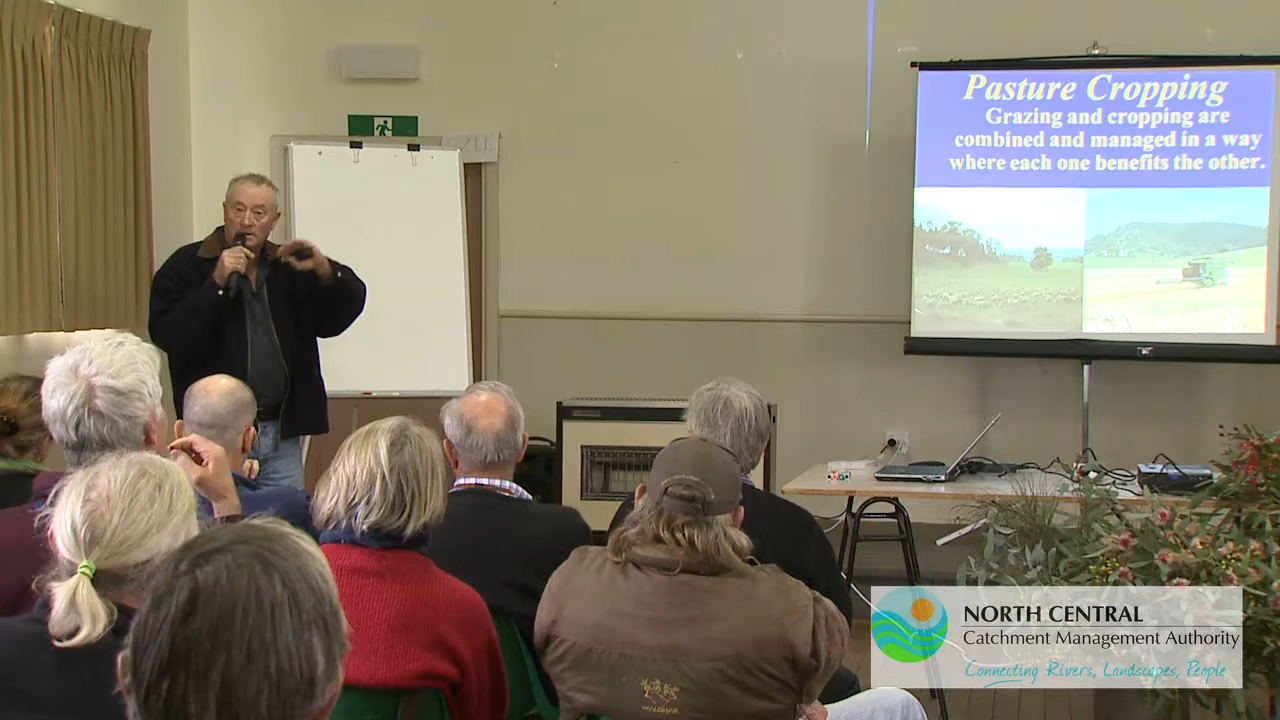 Pasture Cropping
Grazing and cropping are
combined and managed in a way
where each one benefits the other.
NORTH CENTRAL
Catchment Management Authority
Connecting Rivers, Landscapes, People